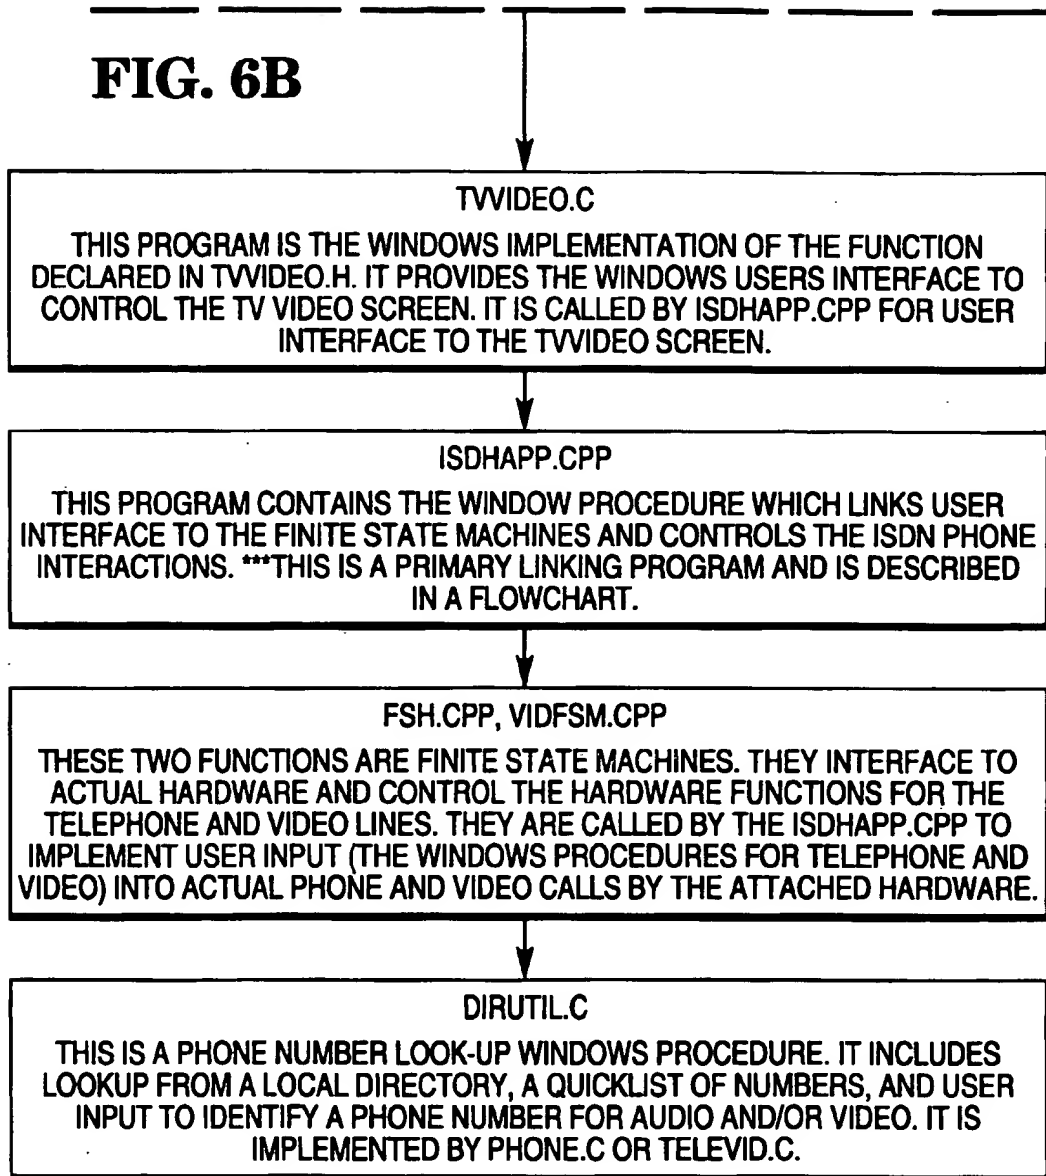 FIG. 6B
TVVIDEO.C
THIS PROGRAM IS THE WINDOWS IMPLEMENTATION OF THE FUNCTION
DECLARED IN TVVIDEO.H. IT PROVIDES THE WINDOWS USERS INTERFACE TO
CONTROL THE TV VIDEO SCREEN. IT IS CALLED BY ISDHAPP.CPP FOR USER
INTERFACE TO THE TVVIDEO SCREEN.
ISDHAPP.CPP
THIS PROGRAM CONTAINS THE WINDOW PROCEDURE WHICH LINKS USER
INTERFACE TO THE FINITE STATE MACHINES AND CONTROLS THE ISDN PHONE
INTERACTIONS. ***THIS IS A PRIMARY LINKING PROGRAM AND IS DESCRIBED
IN A FLOWCHART.
FSH.CPP, VIDFSM.CPP
THESE TWO FUNCTIONS ARE FINITE STATE MACHINES. THEY INTERFACE TO
ACTUAL HARDWARE AND CONTROL THE HARDWARE FUNCTIONS FOR THE
TELEPHONE AND VIDEO LINES. THEY ARE CALLED BY THE ISDHAPP.CPP TO
IMPLEMENT USER INPUT (THE WINDOWS PROCEDURES FOR TELEPHONE AND
VIDEO) INTO ACTUAL PHONE AND VIDEO CALLS BY THE ATTACHED HARDWARE.
DIRUTIL.C
THIS IS A PHONE NUMBER LOOK-UP WINDOWS PROCEDURE. IT INCLUDES
LOOKUP FROM A LOCAL DIRECTORY, A QUICKLIST OF NUMBERS, AND USER
INPUT TO IDENTIFY A PHONE NUMBER FOR AUDIO AND/OR VIDEO. IT IS
IMPLEMENTED BY PHONE.C OR TELEVID.C.